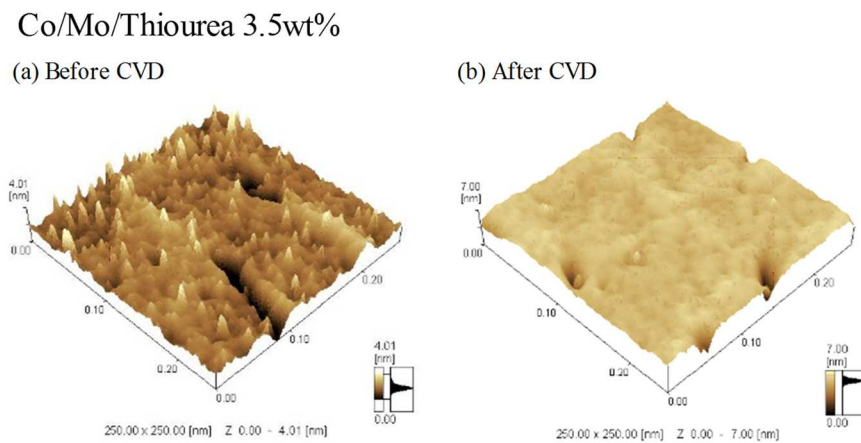 Co/Mo/Thiourea 3.5wt%
(a) Before CVD
4.01
[nm]
0.00
0.10
0.20
0.00
0.10
0.20
4.01
[nm]
0.00
250.00 x 250.00 [nm] Z 0.00 - 4.01 [nm]
(b) After CVD
7.00
[nm]
0.00
0.10
0.20
0.00
0.10
0.20
7.00
[nm]
0.00
250.00 x 250.00 [nm] Z 0.00 - 7.00 [nm]